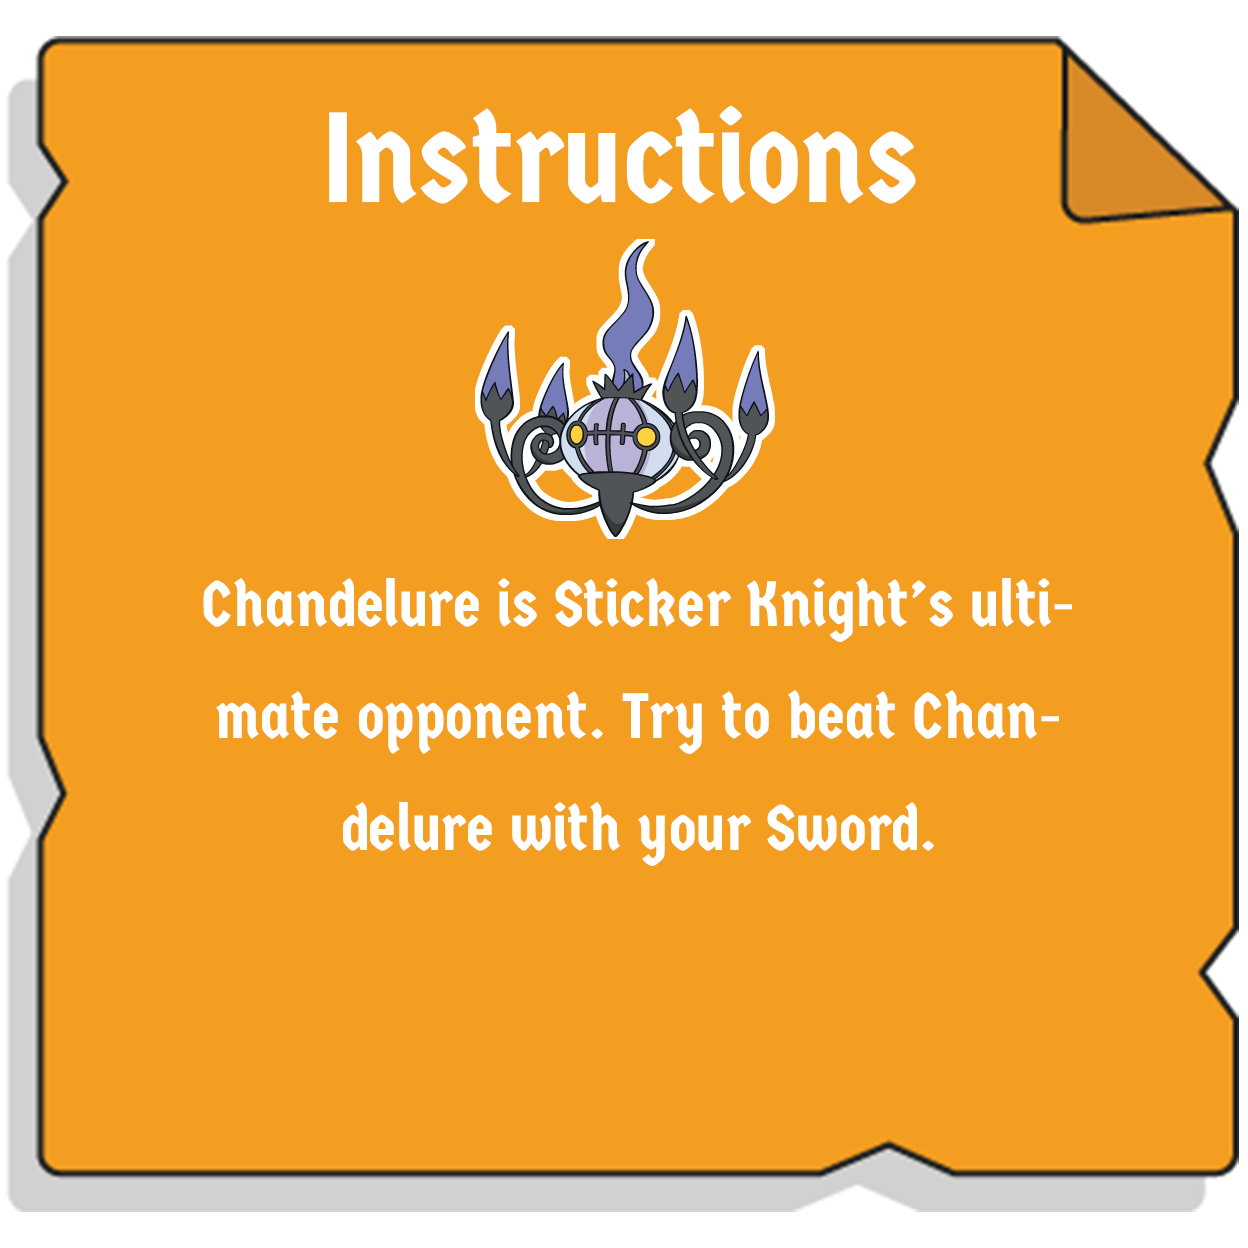 Instructions
Chandelure is Sticker Knight's ulti-
mate opponent. Try to beat Chan-
delure with your Sword.